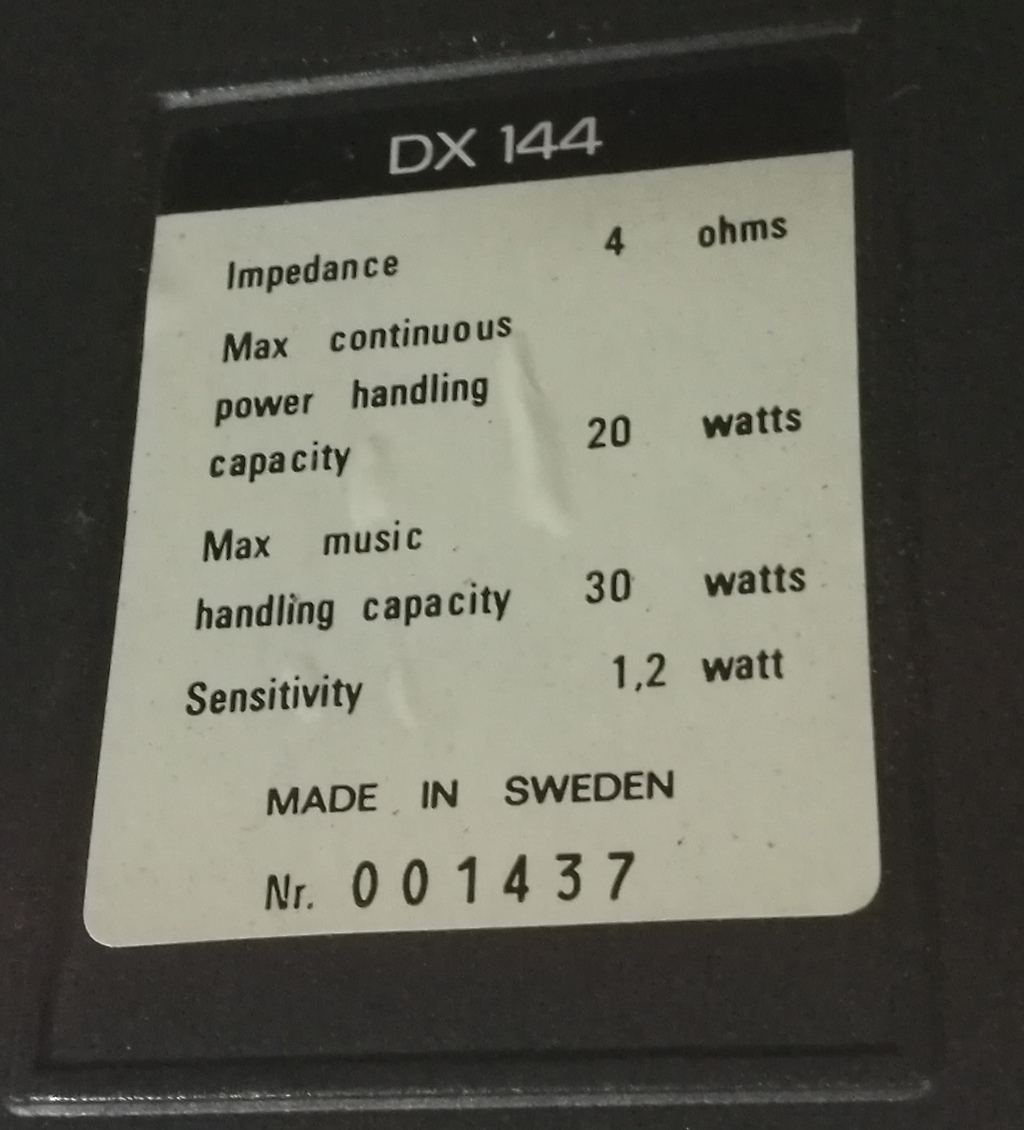 DX 144
Impedance 4 ohms
Max continuous
power handling
capacity 20 watts
Max music
handling capacity 30 watts
Sensitivity 1,2 watt
MADE IN SWEDEN
Nr. 001437